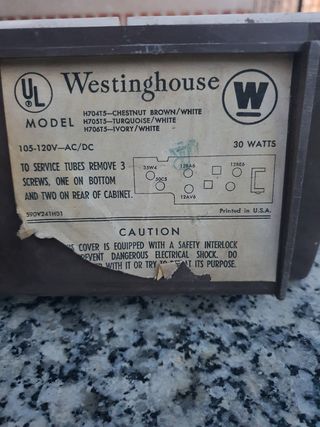 UL
Westinghouse
W
H704T5—CHESTNUT BROWN/WHITE
MODEL H705T5—TURQUOISE/WHITE
H706T5—IVORY/WHITE
105-120V—AC/DC
30 WATTS
TO SERVICE TUBES REMOVE 3
SCREWS, ONE ON BOTTOM
AND TWO ON REAR OF CABINET.
35W4
12BA6
12BE6
50C5
12AV6
590V241H01
Printed in U.S.A.
CAUTION
COVER IS EQUIPPED WITH A SAFETY INTERLOCK
PREVENT DANGEROUS ELECTRICAL SHOCK. DO
WITH IT OR TRY TO ITS PURPOSE.